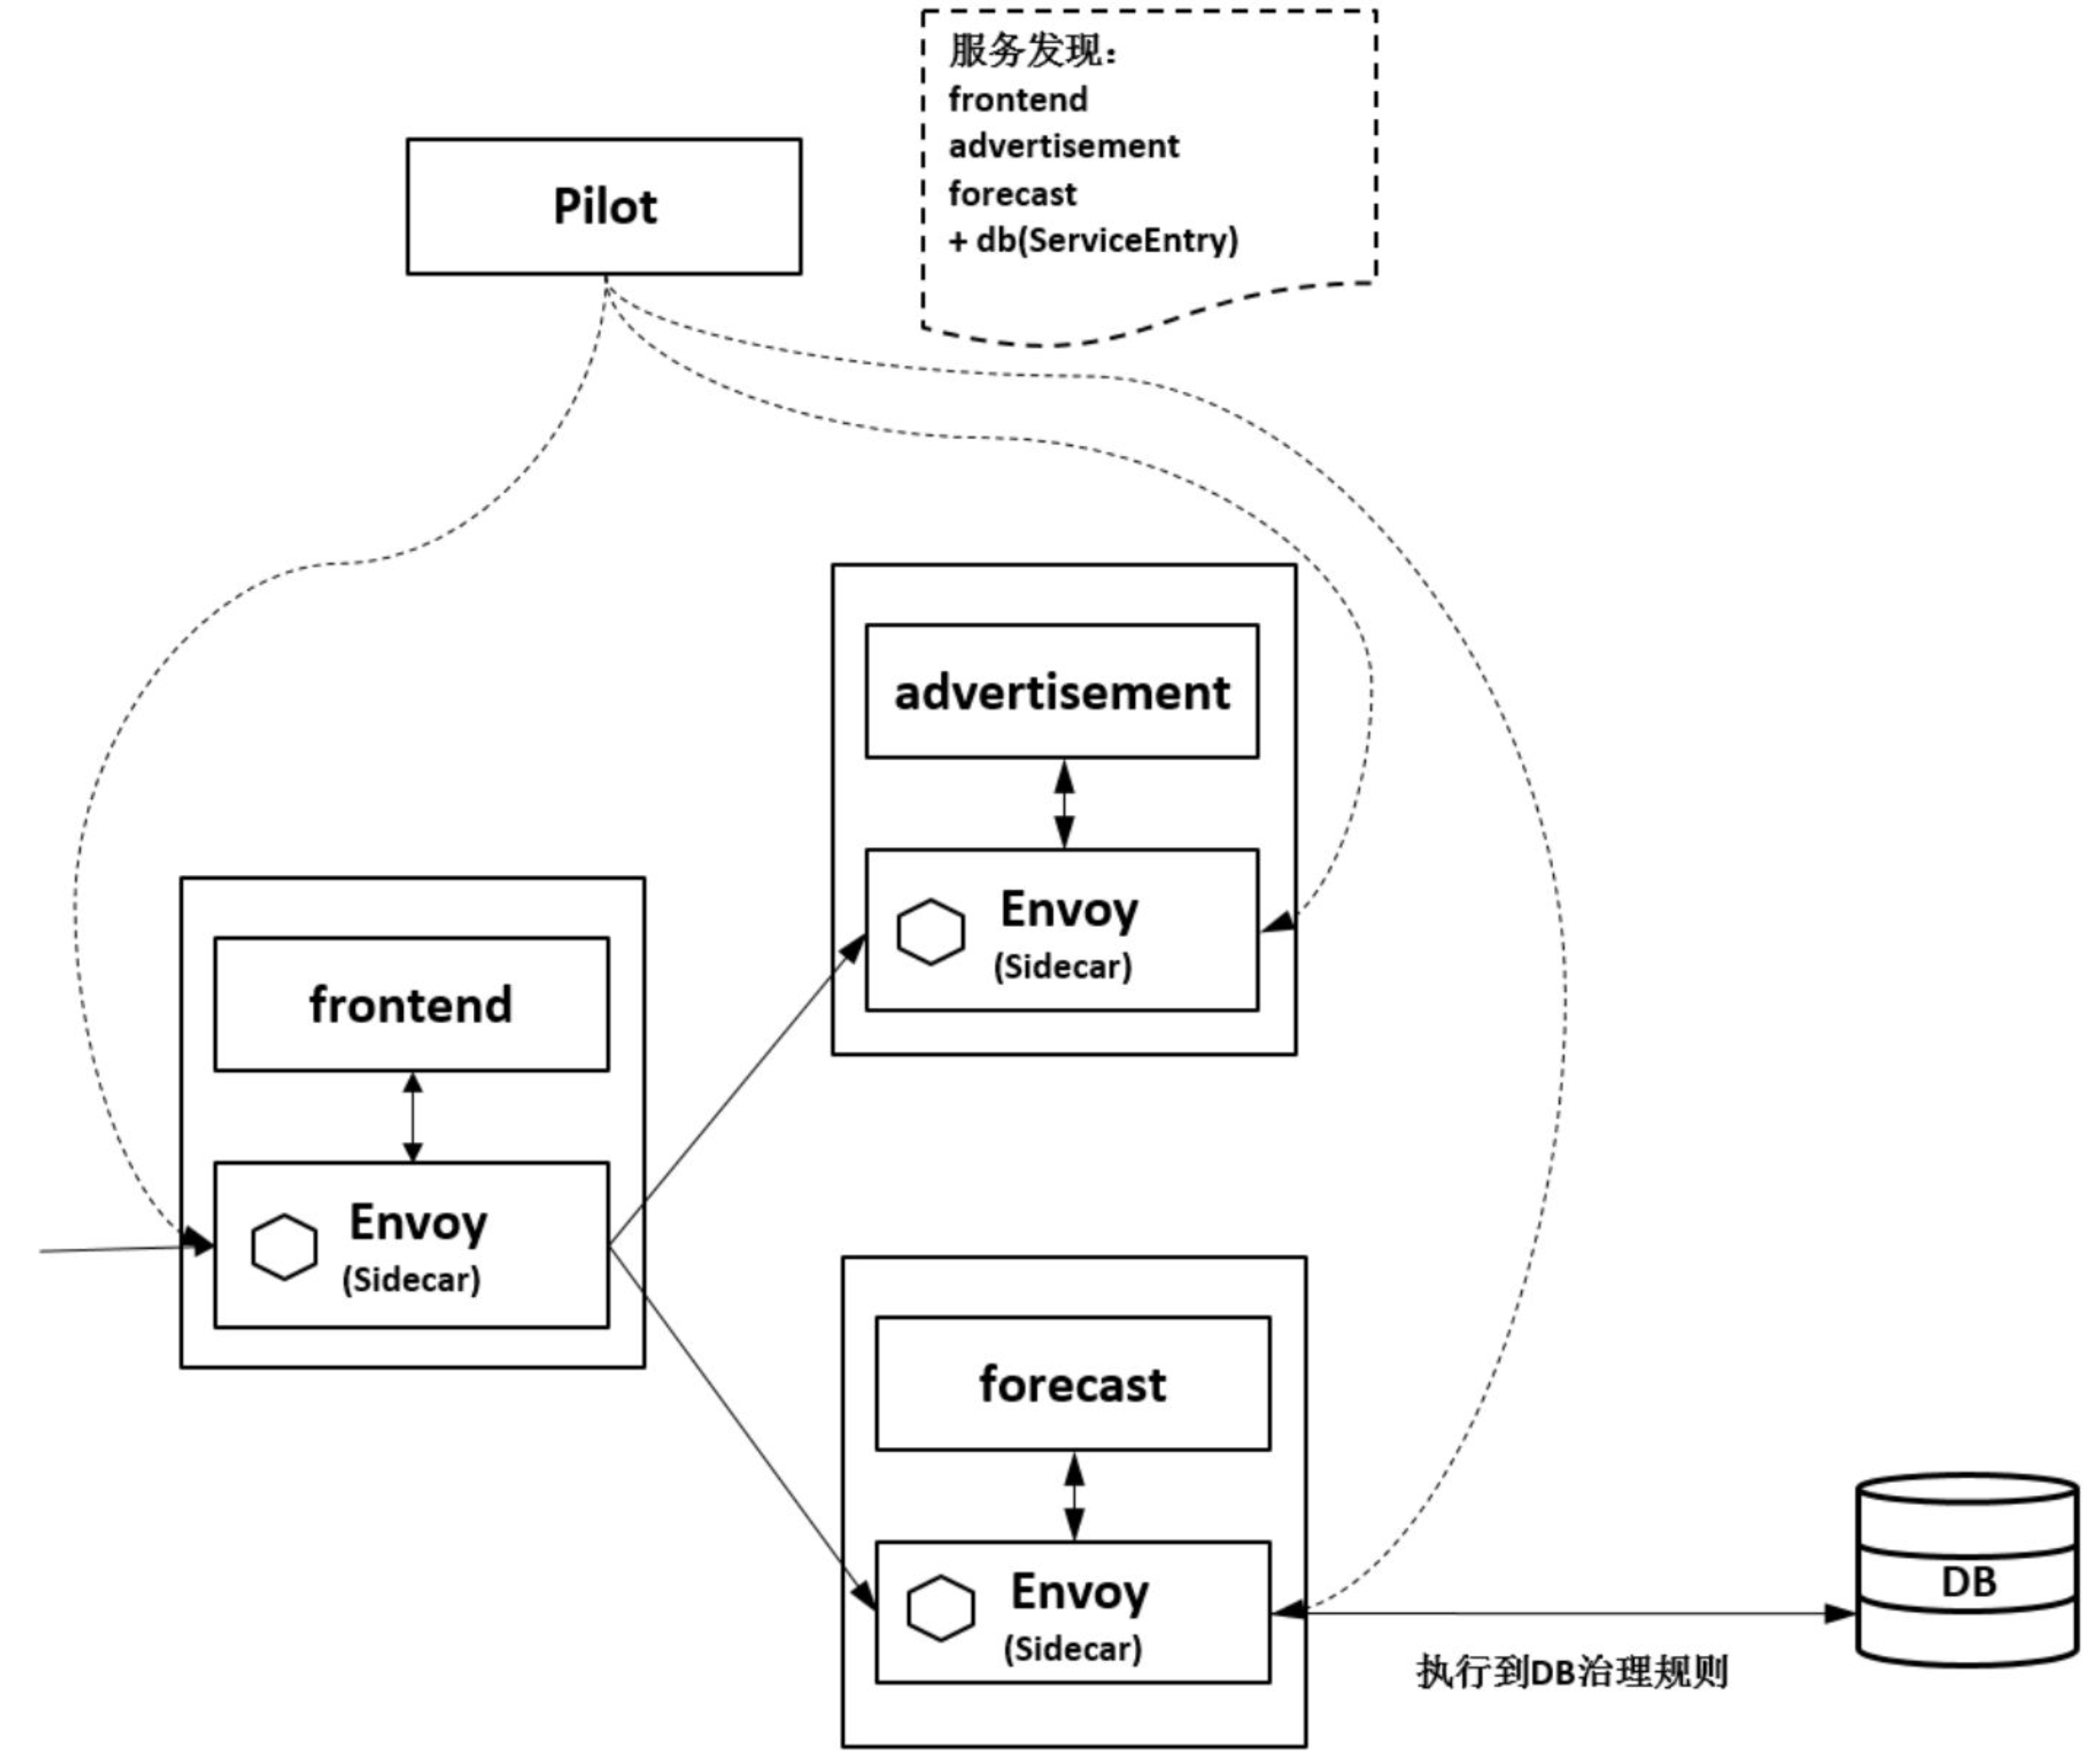 服务发现：
frontend
advertisement
forecast
+ db(ServiceEntry)
Pilot
advertisement
Envoy
(Sidecar)
frontend
Envoy
(Sidecar)
forecast
Envoy
(Sidecar)
DB
执行到DB治理规则